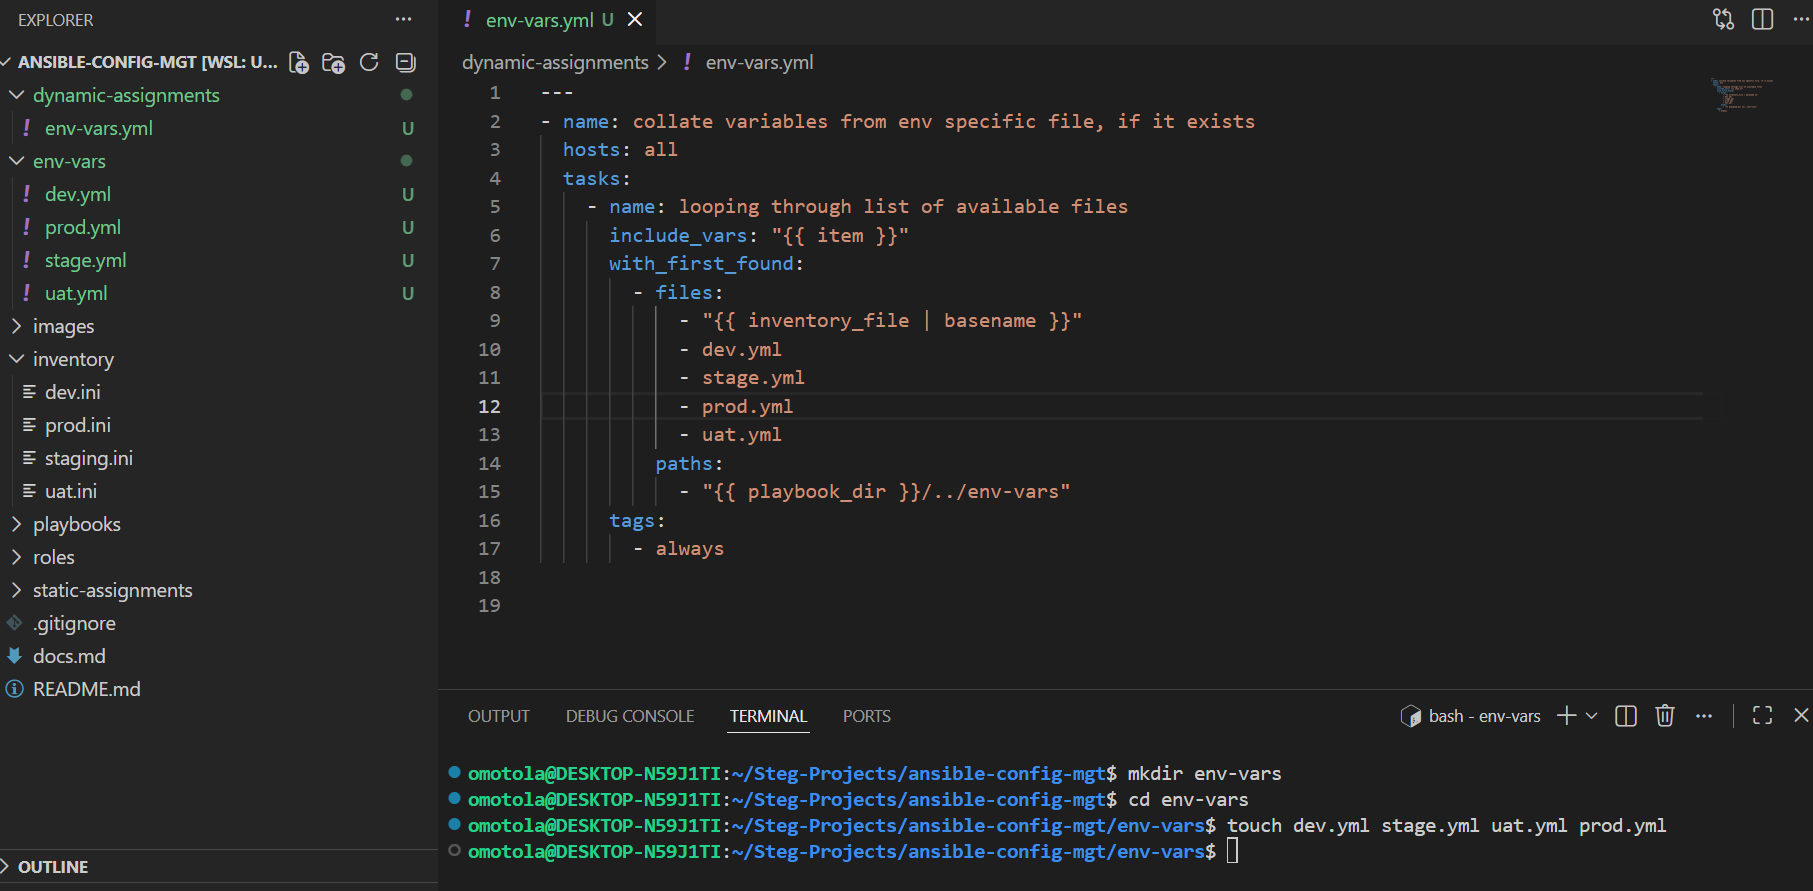 EXPLORER
ANSIBLE-CONFIG-MGT [WSL: U...
dynamic-assignments
! env-vars.yml U
env-vars
! dev.yml U
! prod.yml U
! stage.yml U
! uat.yml U
images
inventory
dev.ini
prod.ini
staging.ini
uat.ini
playbooks
roles
static-assignments
.gitignore
docs.md
README.md
OUTLINE
! env-vars.yml U
dynamic-assignments > ! env-vars.yml
1 ---
2 - name: collate variables from env specific file, if it exists
3   hosts: all
4   tasks:
5     - name: looping through list of available files
6       include_vars: "{{ item }}"
7       with_first_found:
8         - files:
9             - "{{ inventory_file | basename }}"
10             - dev.yml
11             - stage.yml
12             - prod.yml
13             - uat.yml
14           paths:
15             - "{{ playbook_dir }}/../env-vars"
16       tags:
17         - always
18
19
OUTPUT DEBUG CONSOLE TERMINAL PORTS bash - env-vars
omotola@DESKTOP-N59J1TI:~/Steg-Projects/ansible-config-mgt$ mkdir env-vars
omotola@DESKTOP-N59J1TI:~/Steg-Projects/ansible-config-mgt$ cd env-vars
omotola@DESKTOP-N59J1TI:~/Steg-Projects/ansible-config-mgt/env-vars$ touch dev.yml stage.yml uat.yml prod.yml
omotola@DESKTOP-N59J1TI:~/Steg-Projects/ansible-config-mgt/env-vars$